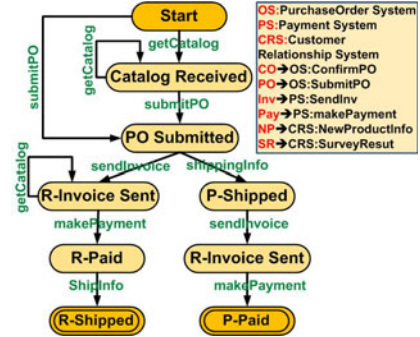 Start
getCatalog
submitPO
getCatalog
Catalog Received
submitPO
PO Submitted
sendInvoice
shippingInfo
getCatalog
R-Invoice Sent
P-Shipped
makePayment
sendInvoice
R-Paid
R-Invoice Sent
ShipInfo
makePayment
R-Shipped
P-Paid
OS:PurchaseOrder System
PS:Payment System
CRS:Customer
Relationship System
CO➔OS:ConfirmPO
PO➔OS:SubmitPO
Inv➔PS:SendInv
Pay➔PS:makePayment
NP➔CRS:NewProductInfo
SR➔CRS:SurveyResut